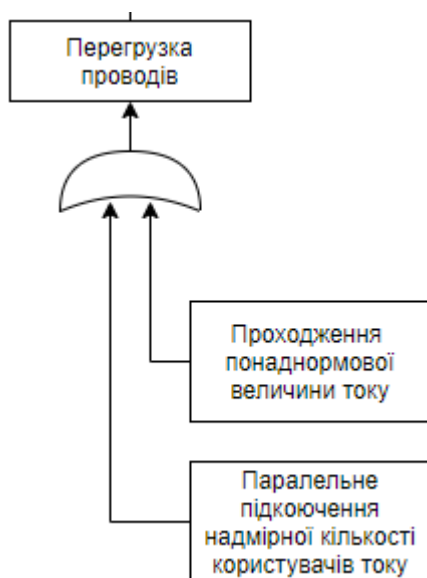 Перегрузка
проводів
Проходження
понаднормової
величини току
Паралельне
підкоючення
надмірної кількості
користувачів току